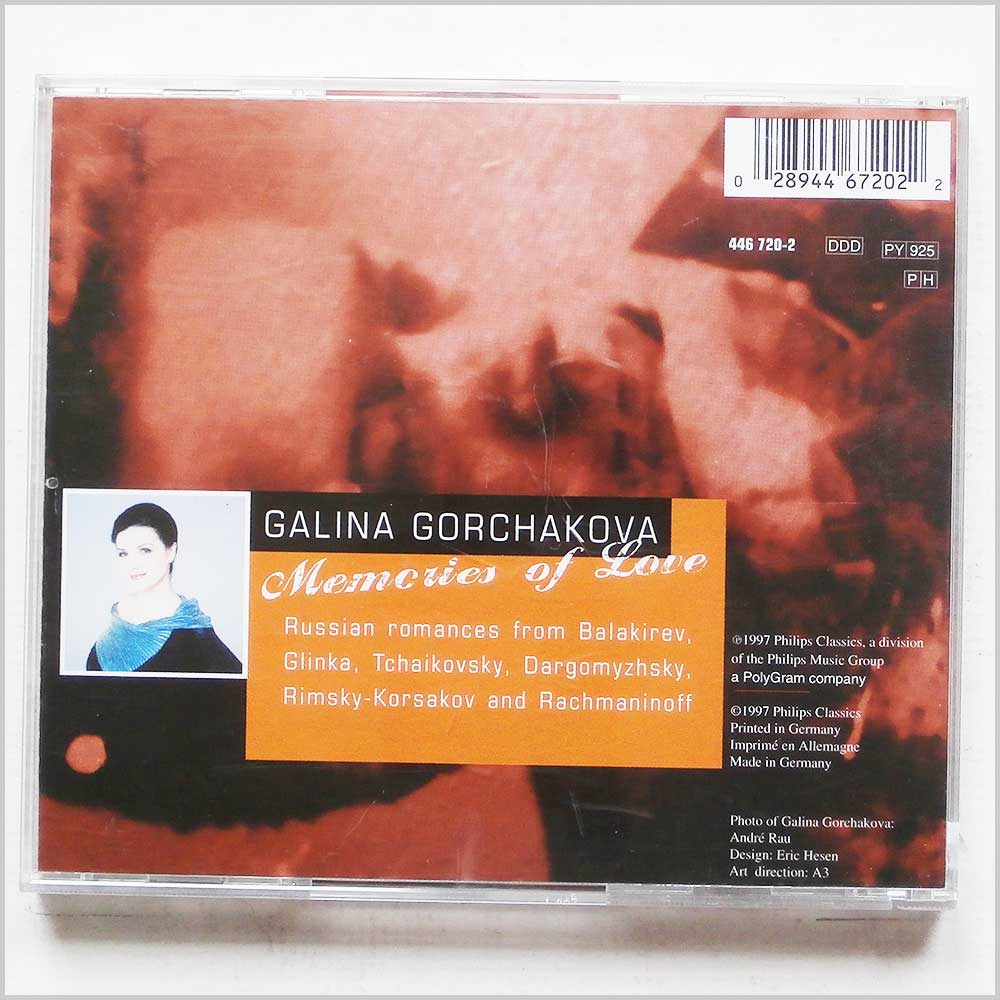 0 28944 67202 2
446 720-2 DDD PY 925
PH
GALINA GORCHAKOVA
Memories of Love
Russian romances from Balakirev,
Glinka, Tchaikovsky, Dargomyzhsky,
Rimsky-Korsakov and Rachmaninoff
℗1997 Philips Classics, a division
of the Philips Music Group
a PolyGram company
©1997 Philips Classics
Printed in Germany
Imprimé en Allemagne
Made in Germany
Photo of Galina Gorchakova:
André Rau
Design: Eric Hesen
Art direction: A3